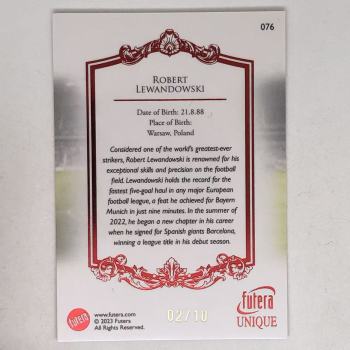 076
ROBERT
LEWANDOWSKI
Date of Birth: 21.8.88
Place of Birth:
Warsaw, Poland
Considered one of the world's greatest-ever
strikers, Robert Lewandowski is renowned for his
exceptional skills and precision on the football
field. Lewandowski holds the record for the
fastest five-goal haul in any major European
football league, a feat he achieved for Bayern
Munich in just nine minutes. In the summer of
2022, he began a new chapter in his career
when he signed for Spanish giants Barcelona,
winning a league title in his debut season.
futera
www.futera.com
© 2023 Futera
All Rights Reserved.
02/10
futera
UNIQUE